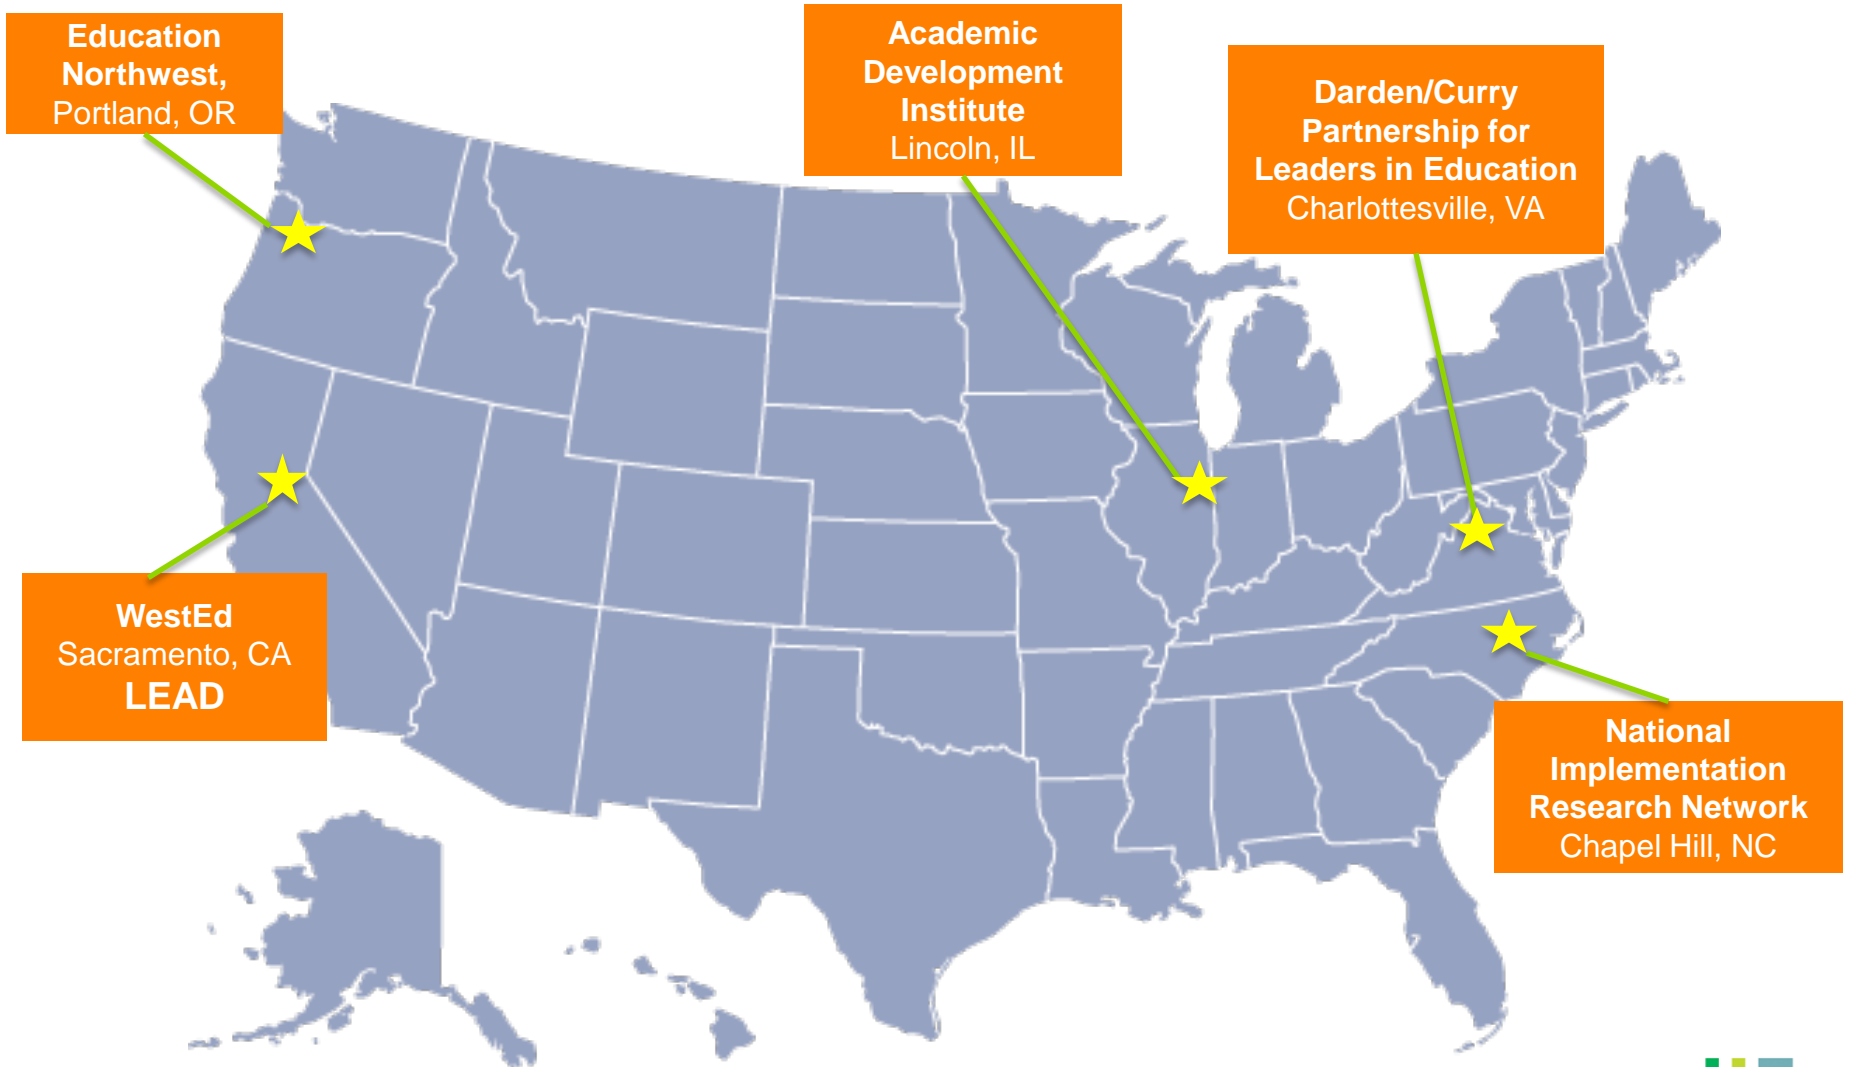 Education
Northwest,
Portland, OR
Academic
Development
Institute
Lincoln, IL
Darden/Curry
Partnership for
Leaders in Education
Charlottesville, VA
WestEd
Sacramento, CA
LEAD
National
Implementation
Research Network
Chapel Hill, NC